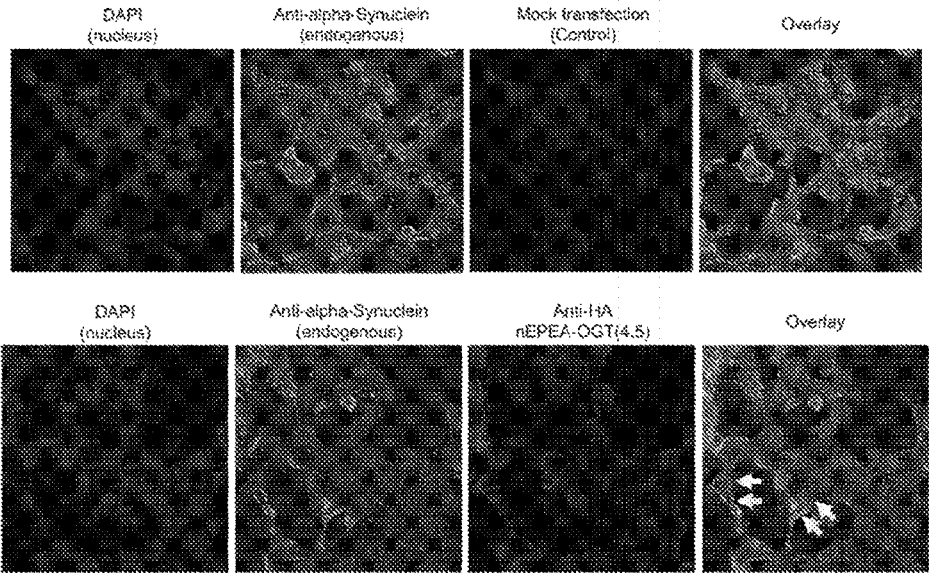 DAPI
(nucleus)
Anti-alpha-Synuclein
(endogenous)
Mock transfection
(Control)
Overlay
DAPI
(nucleus)
Anti-alpha-Synuclein
(endogenous)
Anti-HA
nEPEA-OGT(4.5)
Overlay